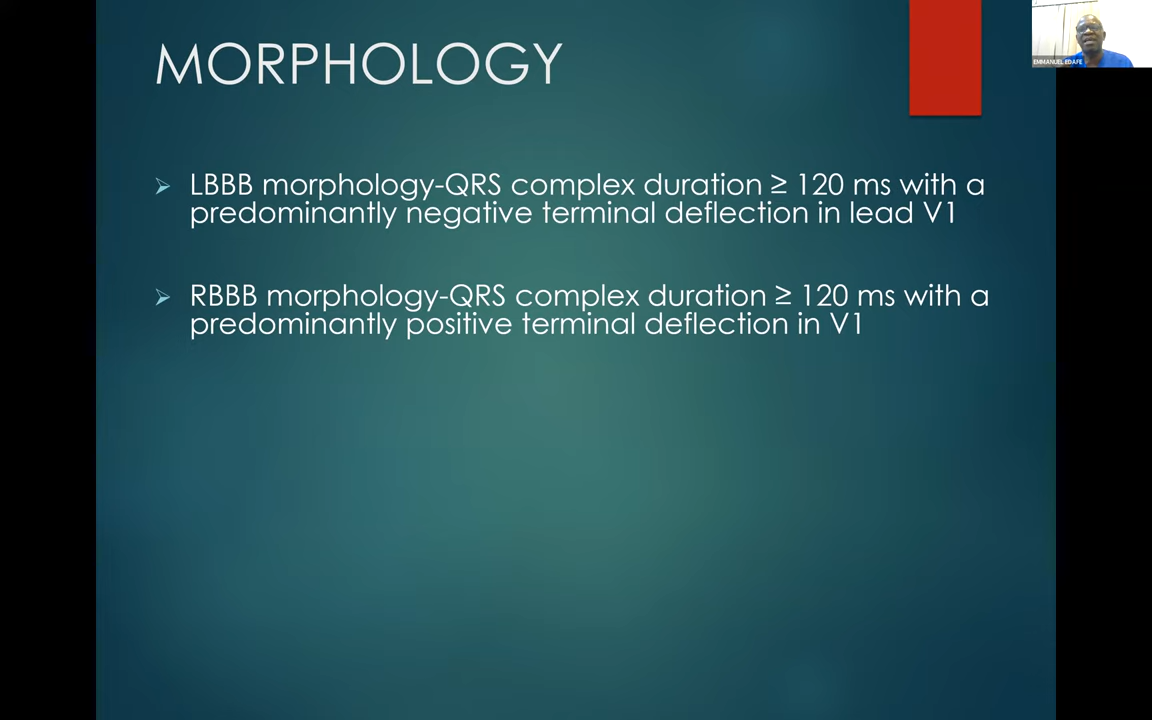 MORPHOLOGY
EMMANUEL EDAFE
➢ LBBB morphology-QRS complex duration ≥ 120 ms with a
predominantly negative terminal deflection in lead V1
➢ RBBB morphology-QRS complex duration ≥ 120 ms with a
predominantly positive terminal deflection in V1